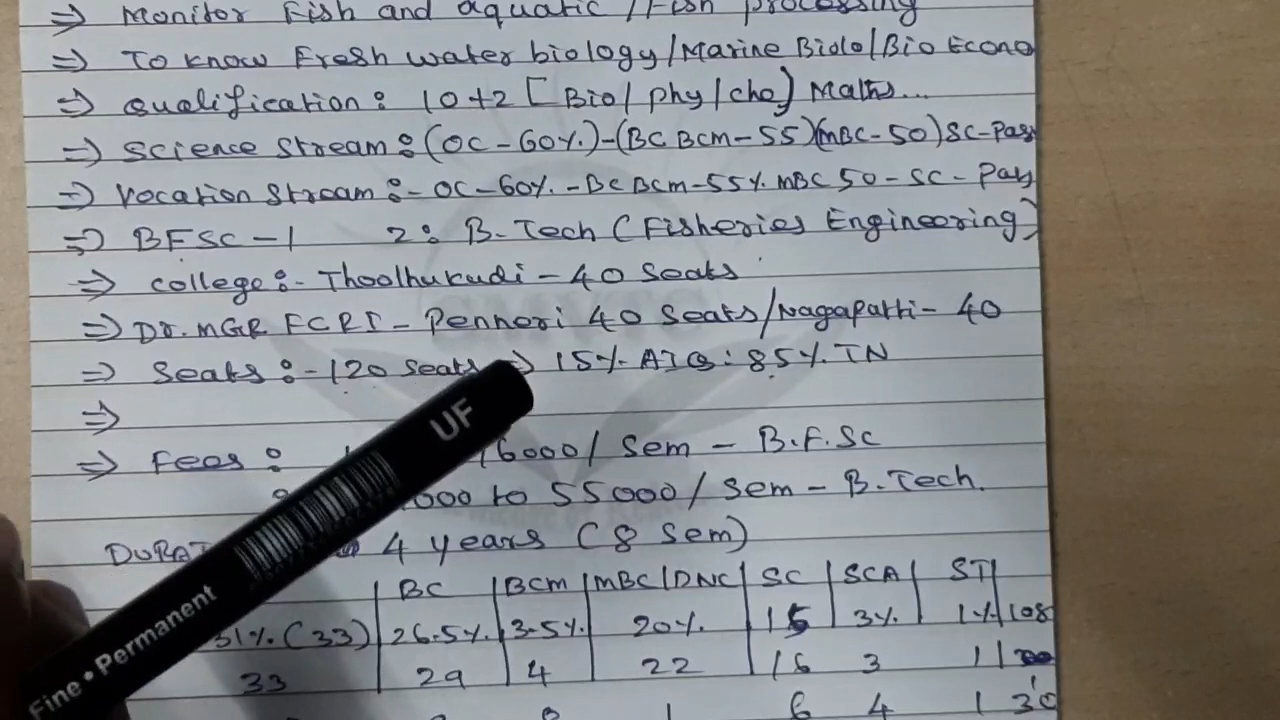 ⇒ Monitor Fish and aquatic / Fish processing
⇒ To know Fresh water biology/Marine Biolo/Bio Econo
⇒ Qualification: 10+2 [Bio/phy/che] Maths...
⇒ Science Stream: (OC-60%)-(BC BCM-55)(MBC-50) SC-Pass
⇒ Vocation Stream:- OC-60%.-BC BCM-55%. MBC 50-SC-Pass
⇒ BFSC-1 2: B.Tech (Fisheries Engineering)
⇒ College:- Thoolhukudi-40 Seats
⇒ Dr. MGR FCRI- Ponneri 40 Seats/Nagapatti-40
⇒ Seats:-120 Seats ⇒ 15% AIQ: 85% TN
⇒
⇒ Fees: 6000/ Sem - B.F.Sc
000 to 55000/ Sem - B.Tech.
DURAT 4 years (8 Sem)
BC BCM MBC/DNC SC SCA ST
31% (33) 26.5% 3.5% 20% 15 3% 1% 108
33 29 4 22 16 3 1
6 4 1 30
UF
Fine • Permanent